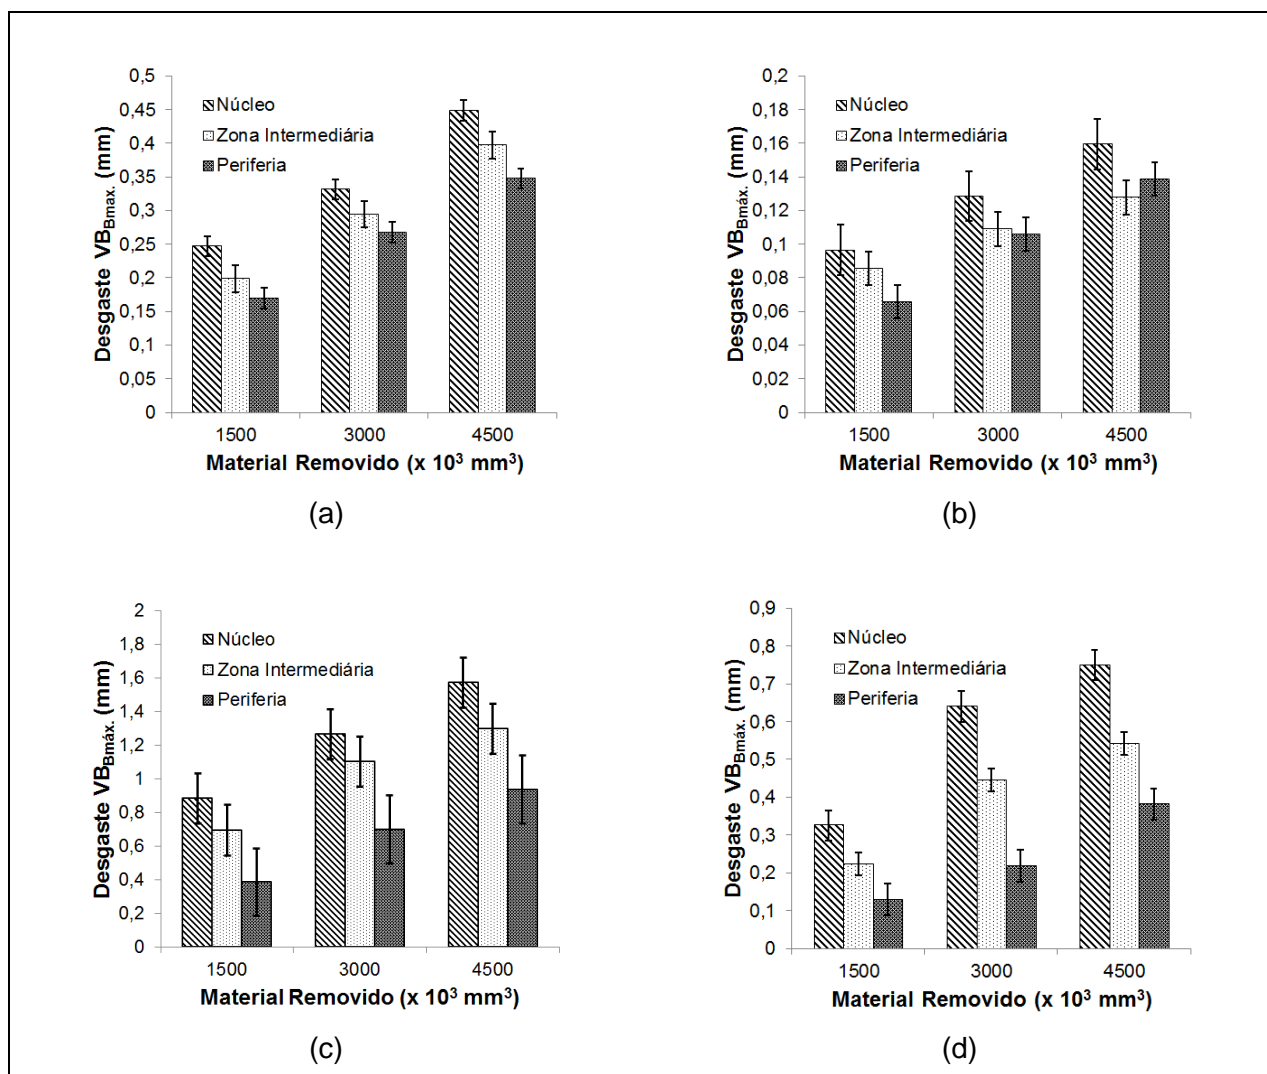 Desgaste VBBmáx. (mm)
0,5
0,45
0,4
0,35
0,3
0,25
0,2
0,15
0,1
0,05
0
Núcleo
Zona Intermediária
Periferia
1500 3000 4500
Material Removido (x 10³ mm³)
(a)
Desgaste VBBmáx. (mm)
0,2
0,18
0,16
0,14
0,12
0,1
0,08
0,06
0,04
0,02
0
Núcleo
Zona Intermediária
Periferia
1500 3000 4500
Material Removido (x 10³ mm³)
(b)
Desgaste VBBmáx. (mm)
2
1,8
1,6
1,4
1,2
1
0,8
0,6
0,4
0,2
0
Núcleo
Zona Intermediária
Periferia
1500 3000 4500
Material Removido (x 10³ mm³)
(c)
Desgaste VBBmáx. (mm)
0,9
0,8
0,7
0,6
0,5
0,4
0,3
0,2
0,1
0
Núcleo
Zona Intermediária
Periferia
1500 3000 4500
Material Removido (x 10³ mm³)
(d)